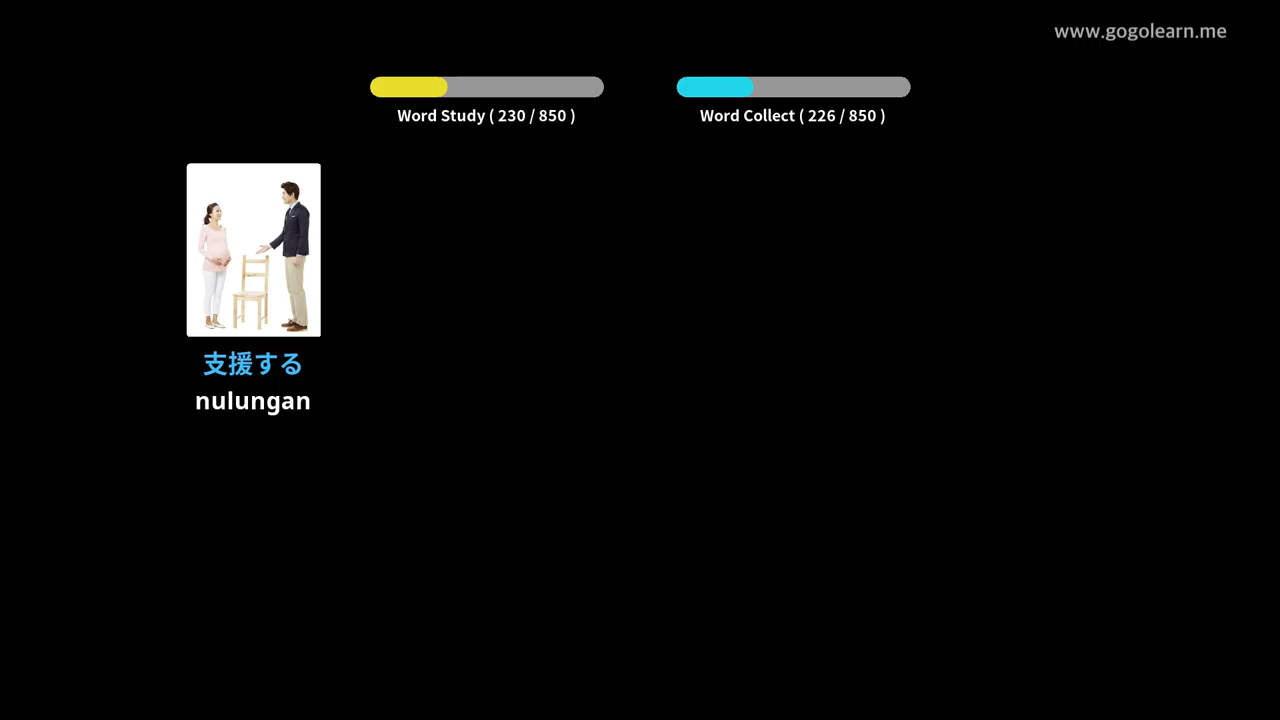 www.gogolearn.me
Word Study ( 230 / 850 )
Word Collect ( 226 / 850 )
支援する
nulungan